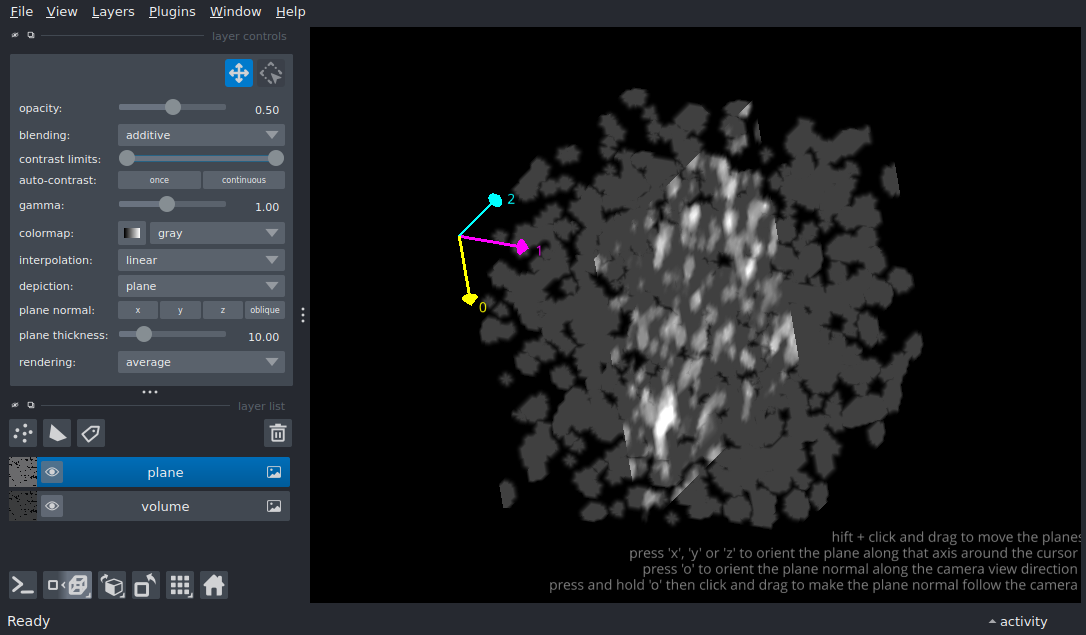 File View Layers Plugins Window Help
layer controls
opacity: 0.50
blending: additive
contrast limits:
auto-contrast: once continuous
gamma: 1.00
colormap: gray
interpolation: linear
depiction: plane
plane normal: x y z oblique
plane thickness: 10.00
rendering: average
layer list
plane
volume
2
1
0
hift + click and drag to move the planes
press 'x', 'y' or 'z' to orient the plane along that axis around the cursor
press 'o' to orient the plane normal along the camera view direction
press and hold 'o' then click and drag to make the plane normal follow the camera
Ready
activity